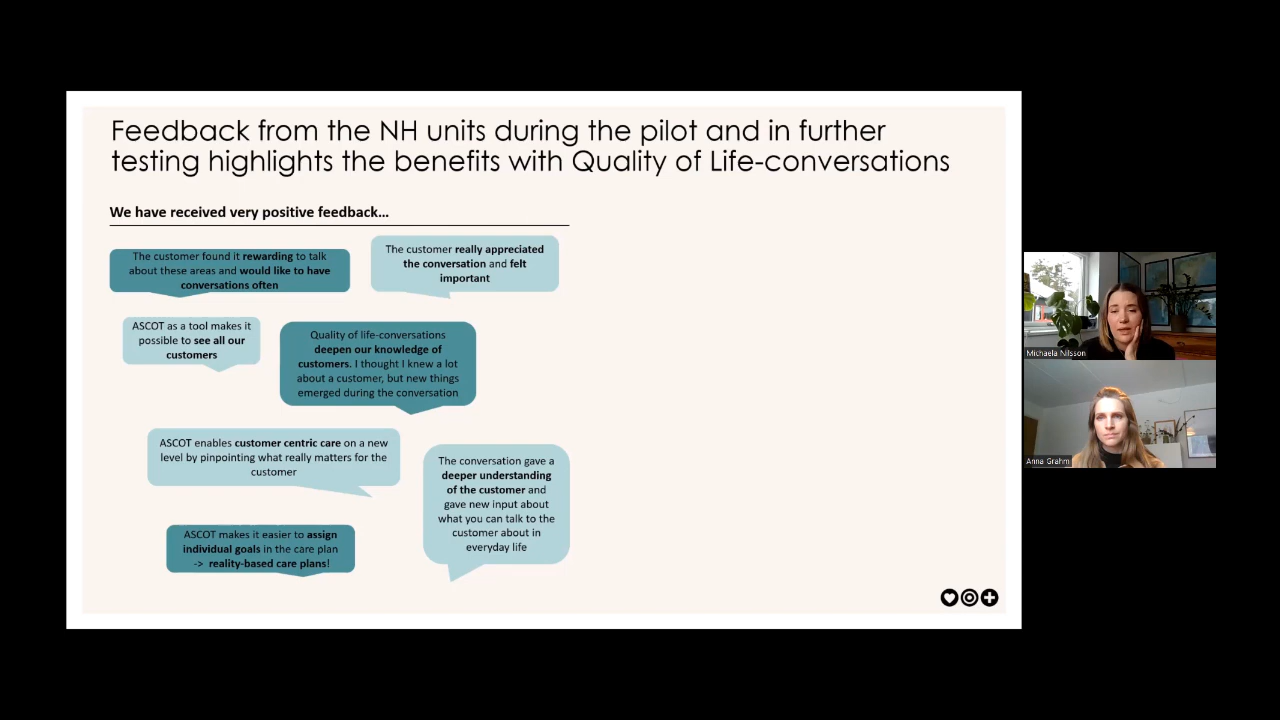 Feedback from the NH units during the pilot and in further
testing highlights the benefits with Quality of Life-conversations
We have received very positive feedback...
The customer found it rewarding to talk
about these areas and would like to have
conversations often
The customer really appreciated
the conversation and felt
important
ASCOT as a tool makes it
possible to see all our
customers
Quality of life-conversations
deepen our knowledge of
customers. I thought I knew a lot
about a customer, but new things
emerged during the conversation
ASCOT enables customer centric care on a new
level by pinpointing what really matters for the
customer
The conversation gave a
deeper understanding
of the customer and
gave new input about
what you can talk to the
customer about in
everyday life
ASCOT makes it easier to assign
individual goals in the care plan
-> reality-based care plans!
Michaela Nilsson
Anna Grahm